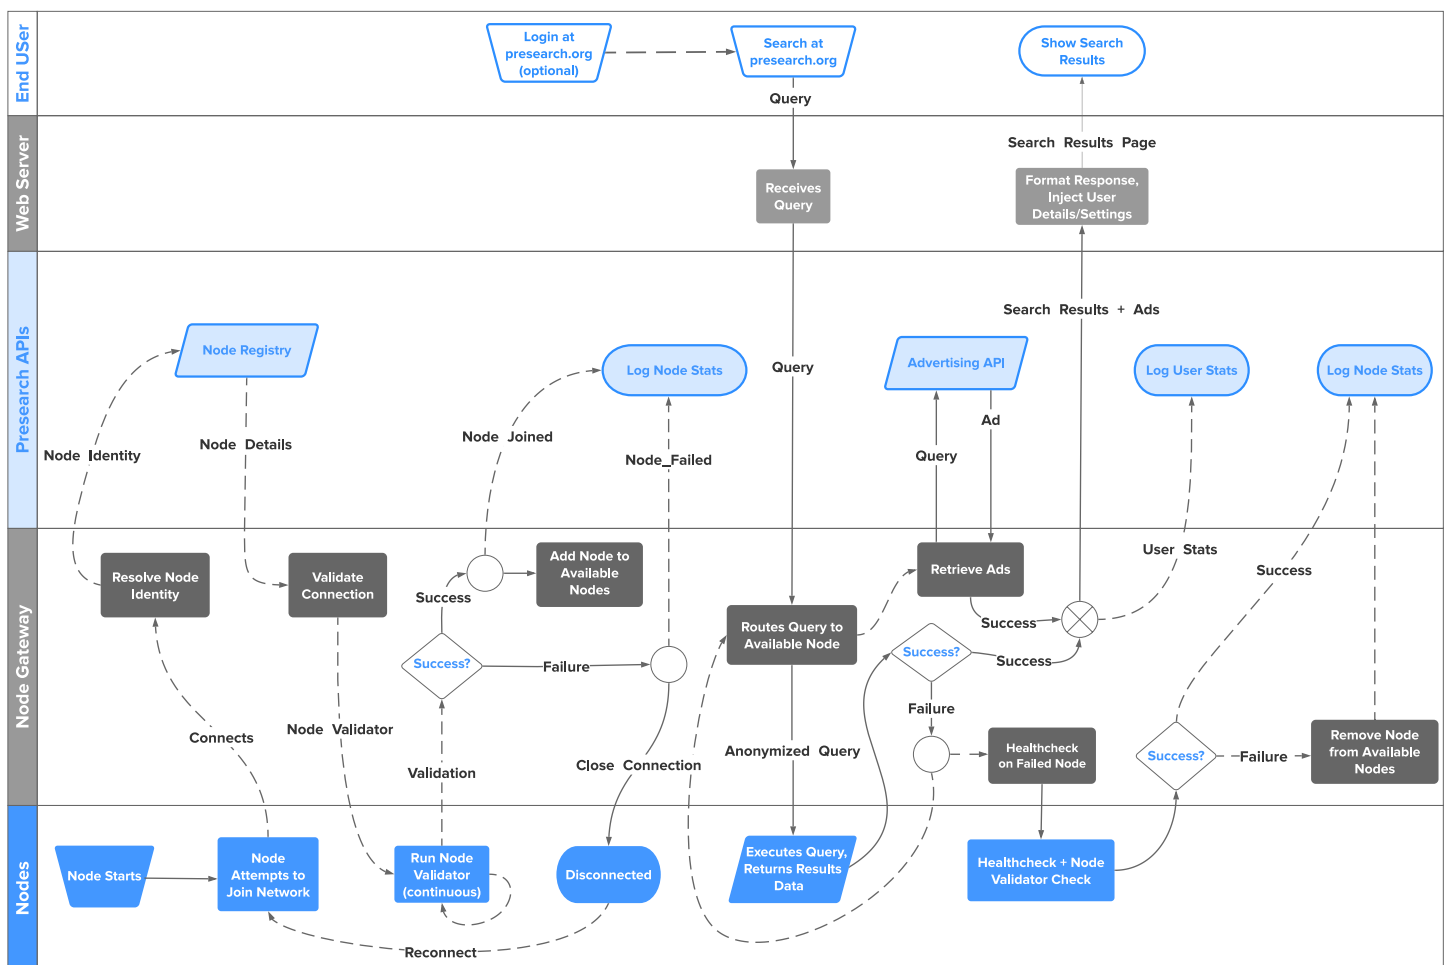 End USer
Login at
presearch.org
(optional)
Search at
presearch.org
Show Search
Results
Query
Web Server
Search Results Page
Receives
Query
Format Response,
Inject User
Details/Settings
Presearch APIs
Search Results + Ads
Node Registry
Log Node Stats
Query
Advertising API
Log User Stats
Log Node Stats
Node Identity
Node Details
Node Joined
Node_Failed
Ad
Query
Node Gateway
Resolve Node
Identity
Validate
Connection
Success
Add Node to
Available
Nodes
Retrieve Ads
User Stats
Success
Success?
Failure
Routes Query to
Available Node
Success
Success?
Success
Failure
Connects
Node Validator
Validation
Close Connection
Anonymized Query
Healthcheck
on Failed Node
Success?
Failure
Remove Node
from Available
Nodes
Nodes
Node Starts
Node
Attempts to
Join Network
Run Node
Validator
(continuous)
Disconnected
Executes Query,
Returns Results
Data
Healthcheck + Node
Validator Check
Reconnect